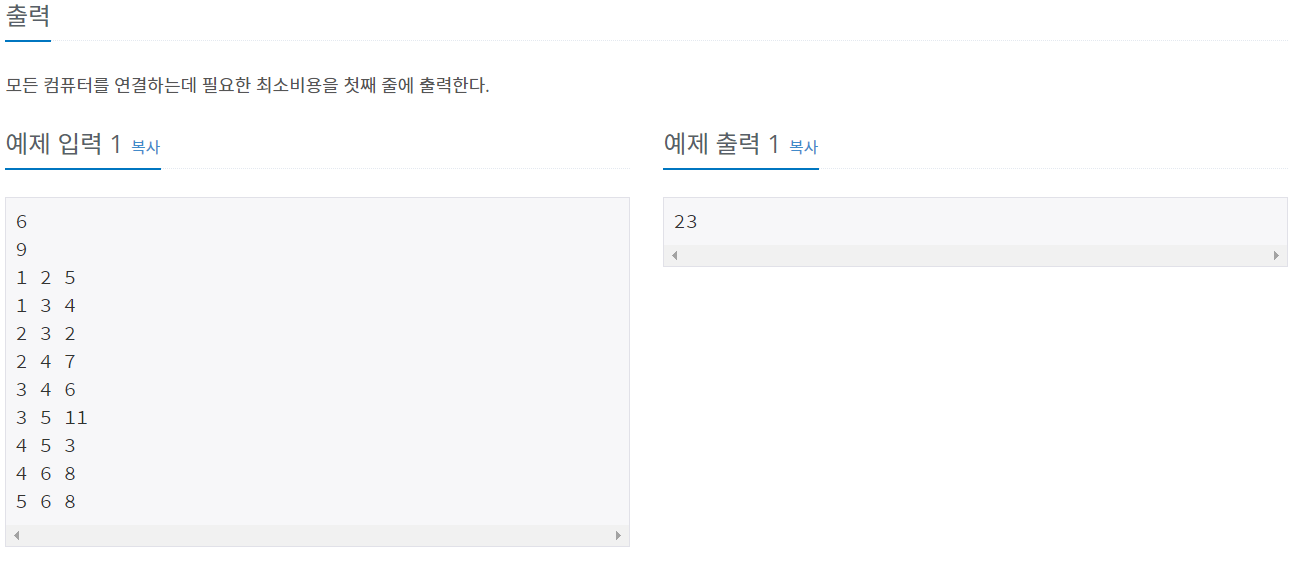 출력
모든 컴퓨터를 연결하는데 필요한 최소비용을 첫째 줄에 출력한다.
예제 입력 1 복사
6
9
1 2 5
1 3 4
2 3 2
2 4 7
3 4 6
3 5 11
4 5 3
4 6 8
5 6 8
예제 출력 1 복사
23